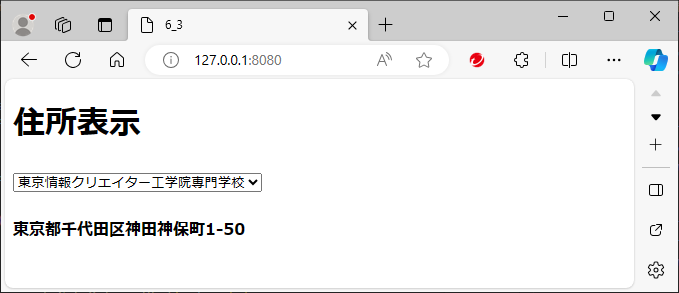 6_3
127.0.0.1:8080
住所表示
東京情報クリエイター工学院専門学校
東京都千代田区神田神保町1-50